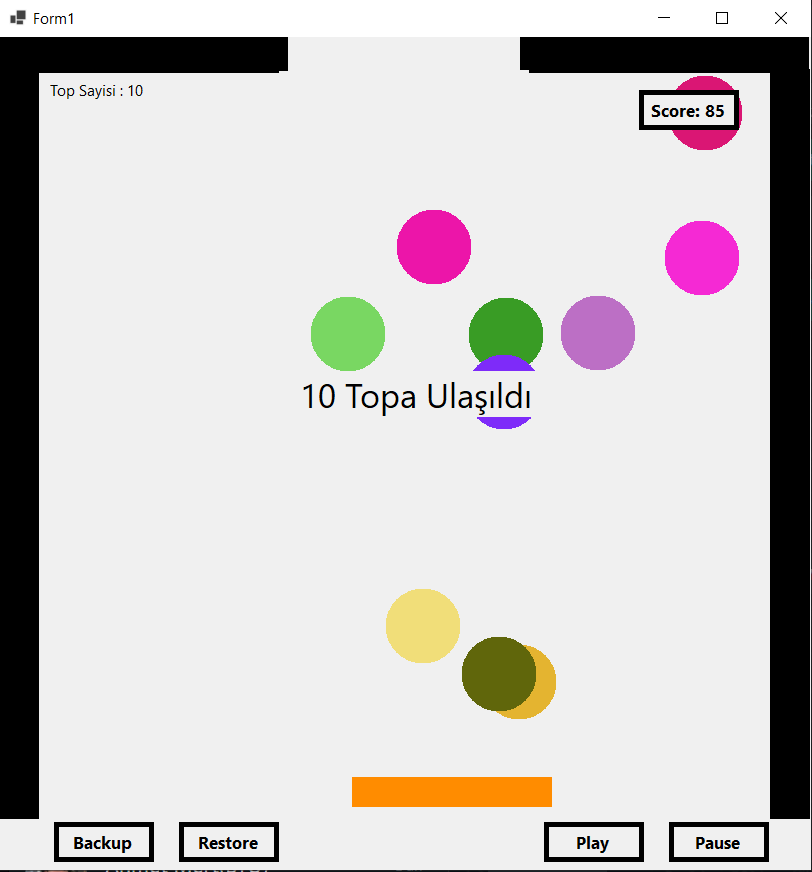 Form1
Top Sayisi : 10
Score: 85
10 Topa Ulaşıldı
Backup
Restore
Play
Pause